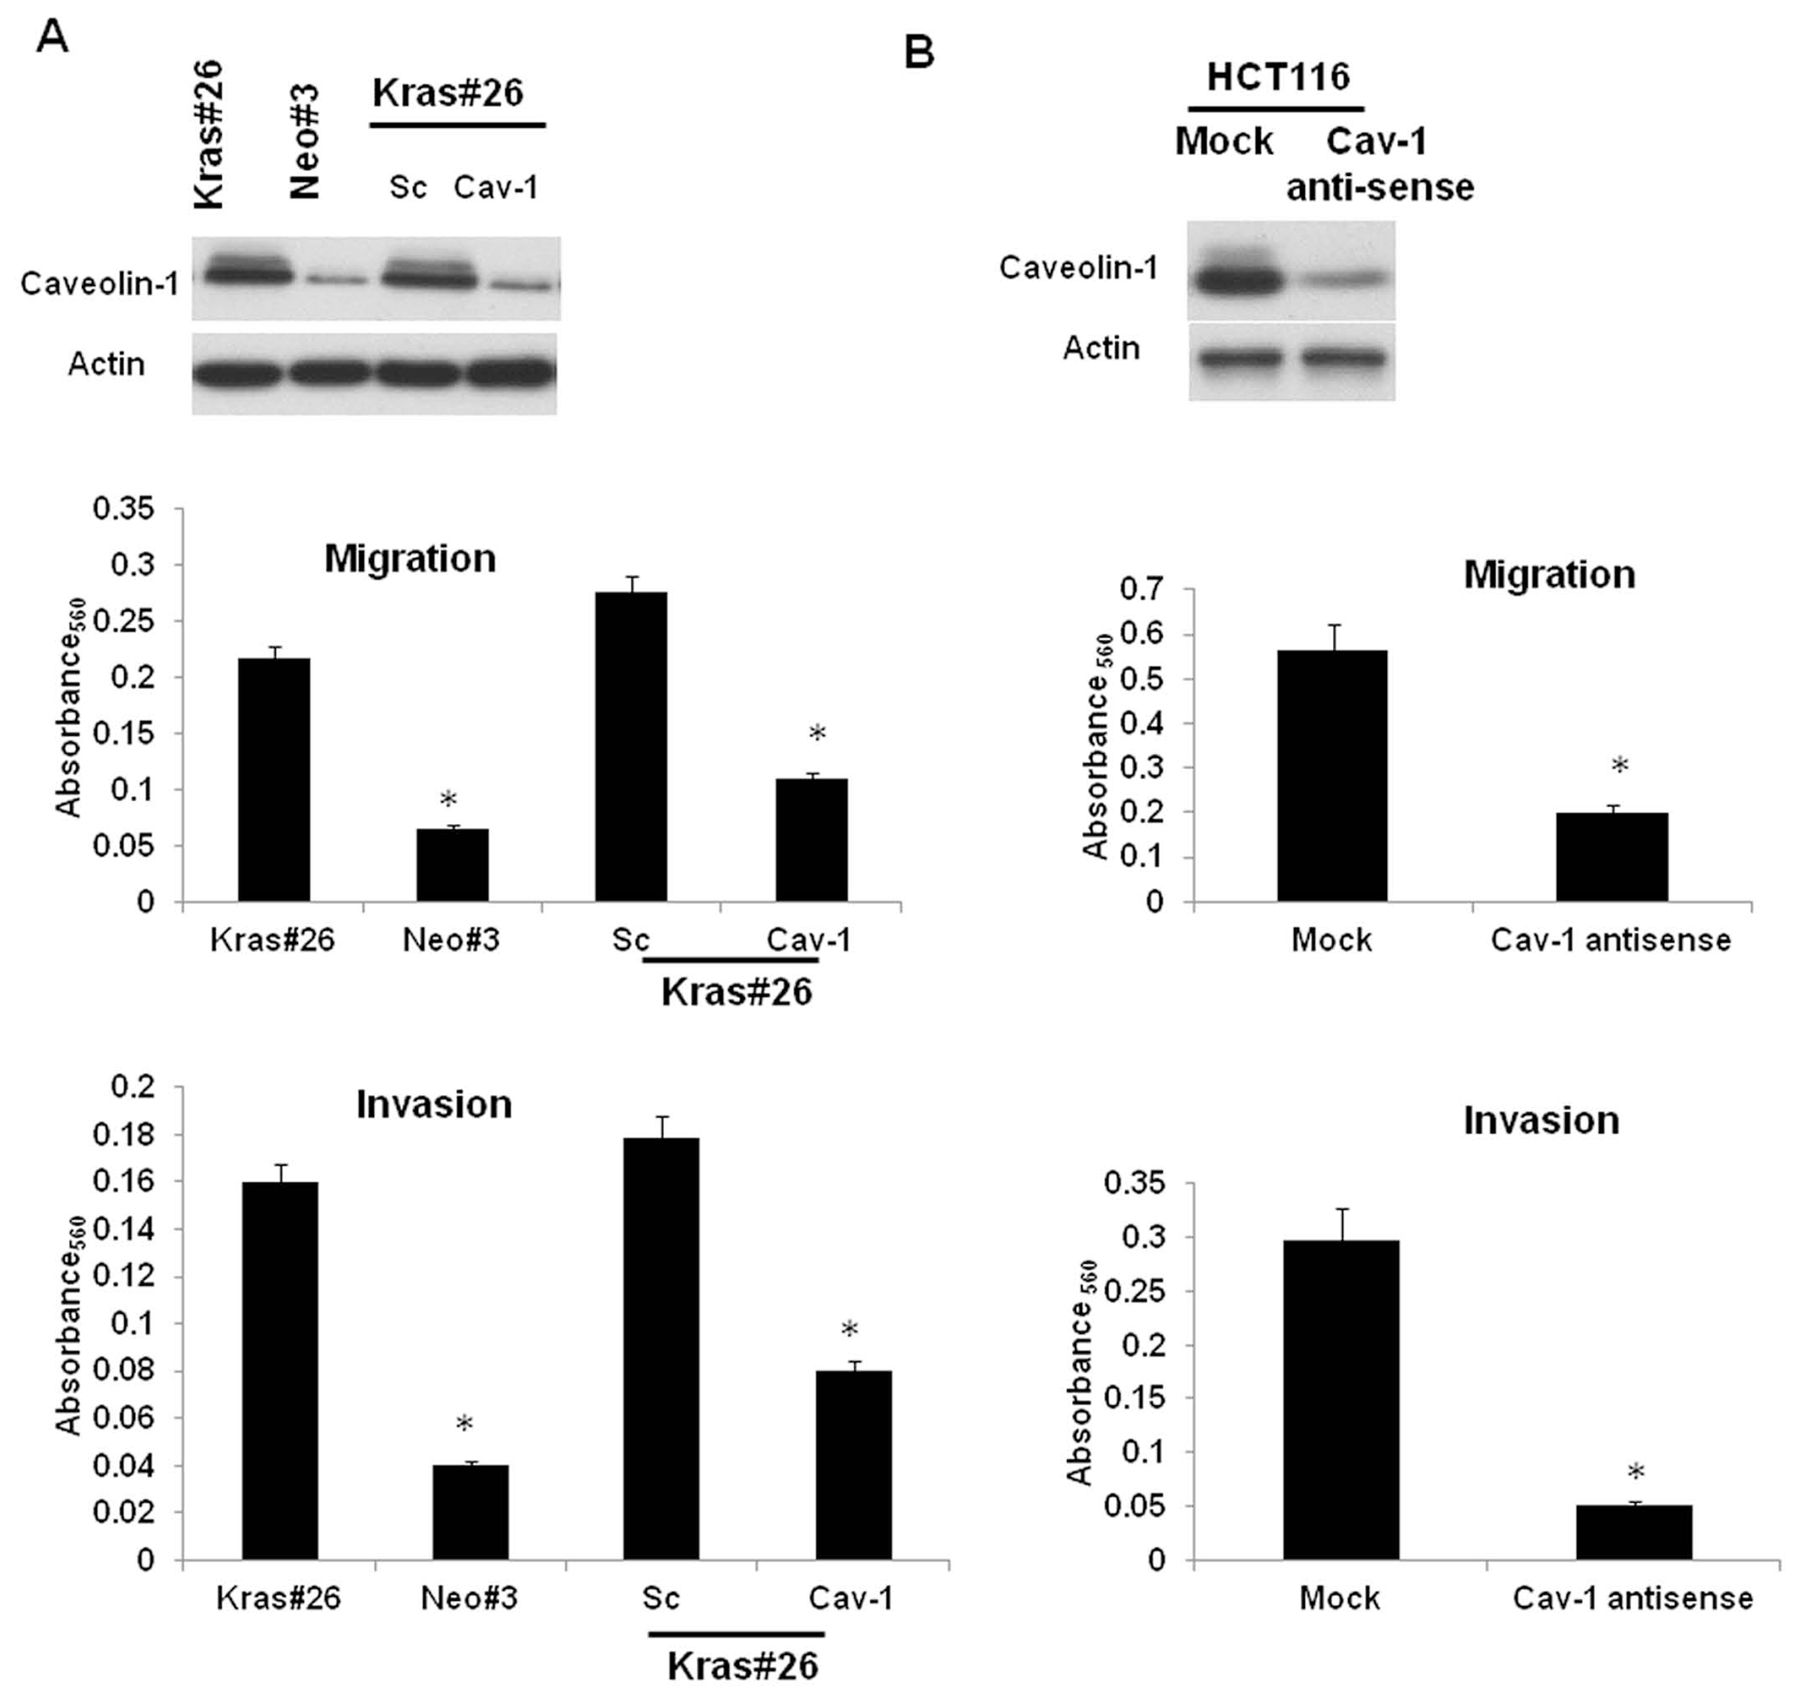 A
Kras#26
Neo#3
Kras#26
Sc Cav-1
Caveolin-1
Actin
Migration
Absorbance560
0.35
0.3
0.25
0.2
0.15
0.1
0.05
0
*
*
Kras#26 Neo#3 Sc Cav-1
Kras#26
Invasion
Absorbance560
0.2
0.18
0.16
0.14
0.12
0.1
0.08
0.06
0.04
0.02
0
*
*
Kras#26 Neo#3 Sc Cav-1
Kras#26
B
HCT116
Mock Cav-1
anti-sense
Caveolin-1
Actin
Migration
Absorbance 560
0.7
0.6
0.5
0.4
0.3
0.2
0.1
0
*
Mock Cav-1 antisense
Invasion
Absorbance 560
0.35
0.3
0.25
0.2
0.15
0.1
0.05
0
*
Mock Cav-1 antisense